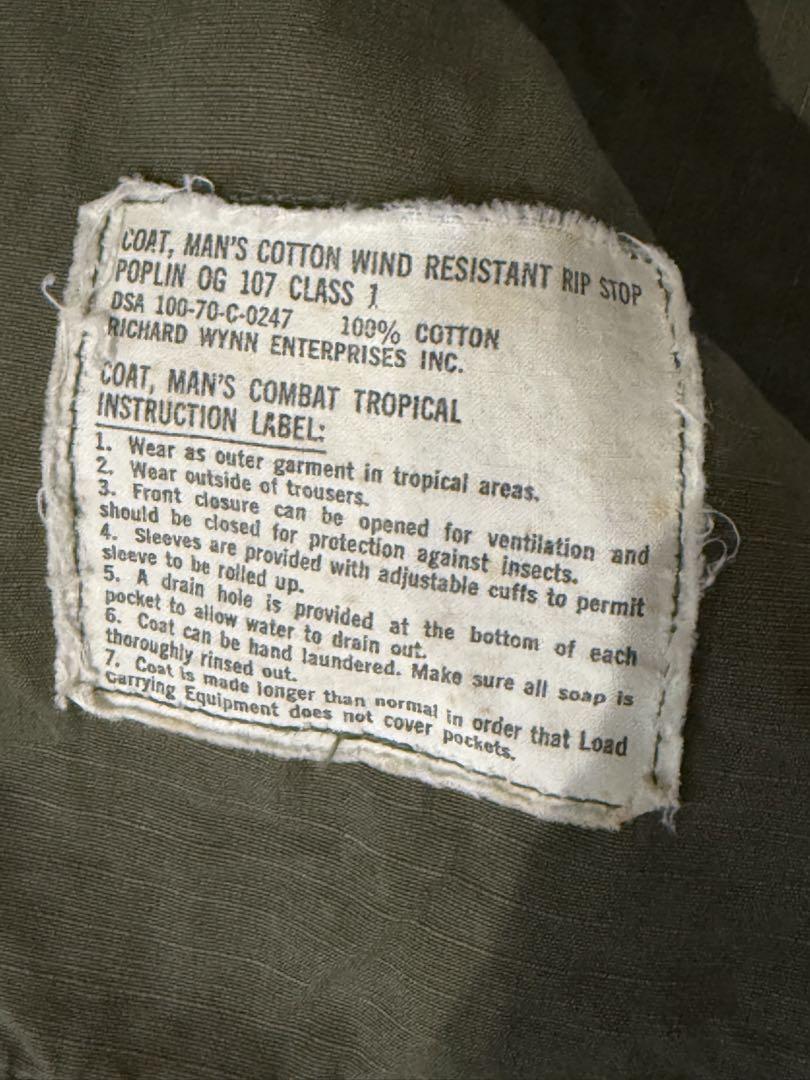 COAT, MAN'S COTTON WIND RESISTANT RIP STOP
POPLIN OG 107 CLASS 1
DSA 100-70-C-0247 100% COTTON
RICHARD WYNN ENTERPRISES INC.
COAT, MAN'S COMBAT TROPICAL
INSTRUCTION LABEL:
1. Wear as outer garment in tropical areas.
2. Wear outside of trousers.
3. Front closure can be opened for ventilation and
should be closed for protection against insects.
4. Sleeves are provided with adjustable cuffs to permit
sleeve to be rolled up.
5. A drain hole is provided at the bottom of each
pocket to allow water to drain out.
6. Coat can be hand laundered. Make sure all soap is
thoroughly rinsed out.
7. Coat is made longer than normal in order that Load
Carrying Equipment does not cover pockets.